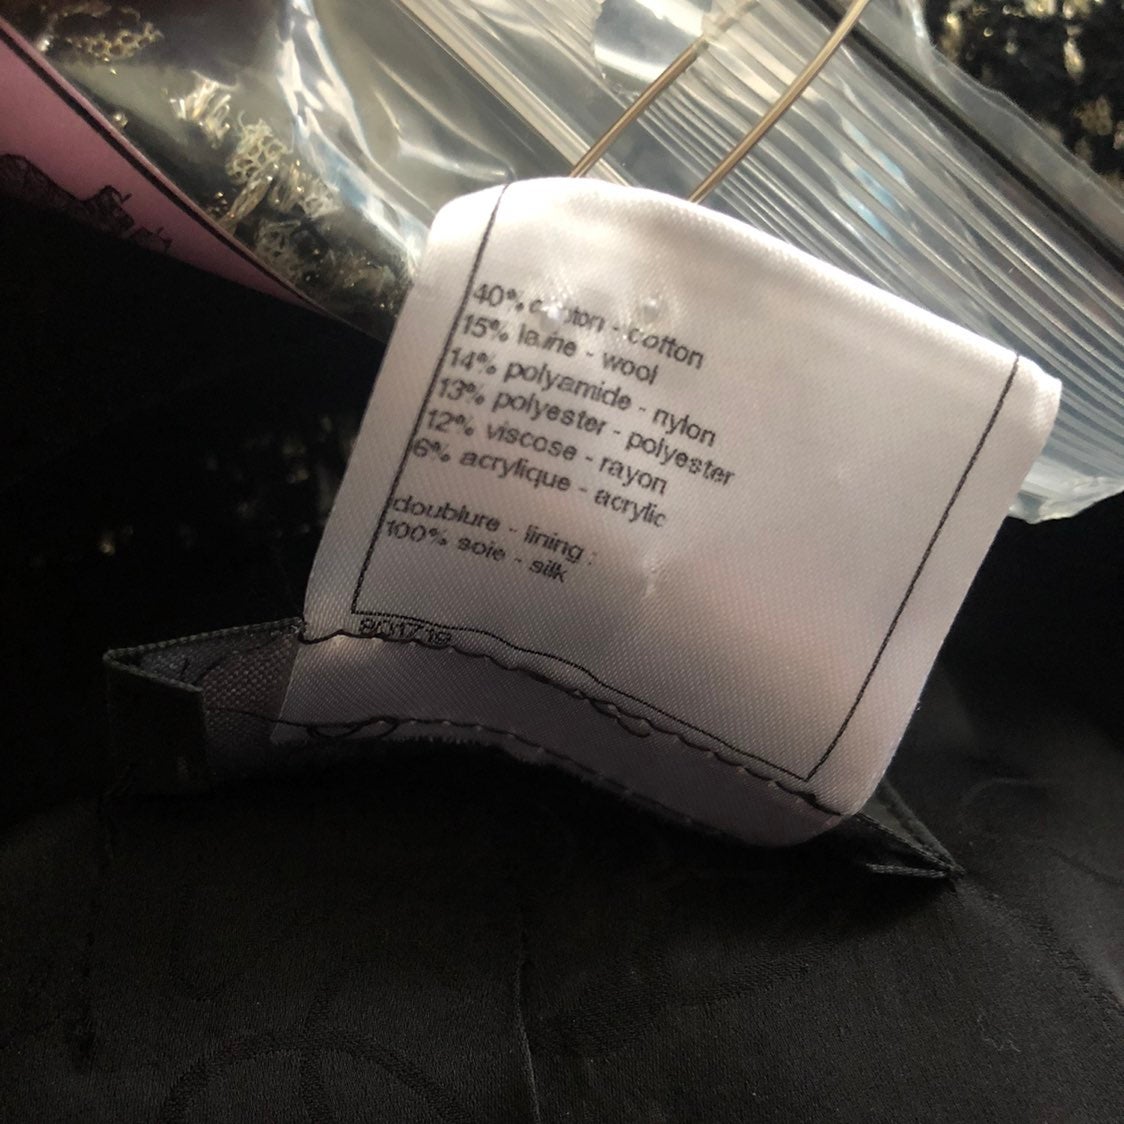 40% coton - cotton
15% laine - wool
14% polyamide - nylon
13% polyester - polyester
12% viscose - rayon
6% acrylique - acrylic
doublure - lining :
100% soie - silk